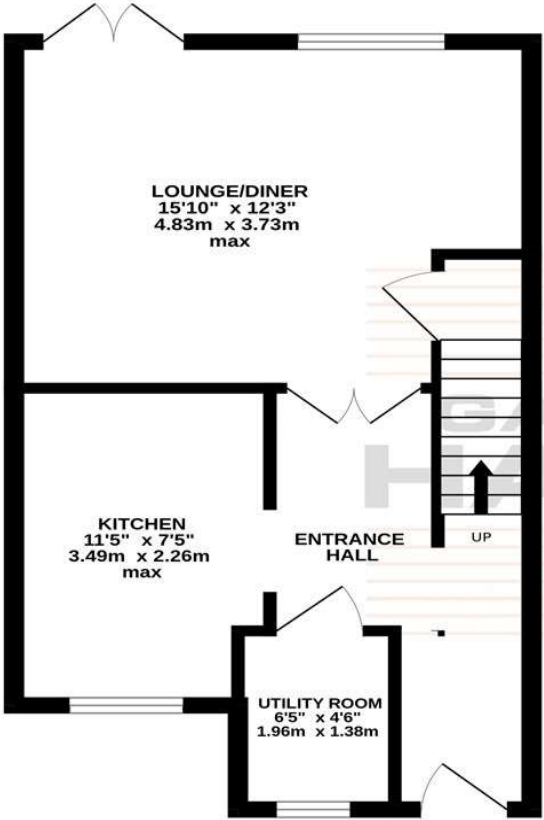 LOUNGE/DINER
15'10" x 12'3"
4.83m x 3.73m
max
KITCHEN
11'5" x 7'5"
3.49m x 2.26m
max
ENTRANCE
HALL
UP
UTILITY ROOM
6'5" x 4'6"
1.96m x 1.38m